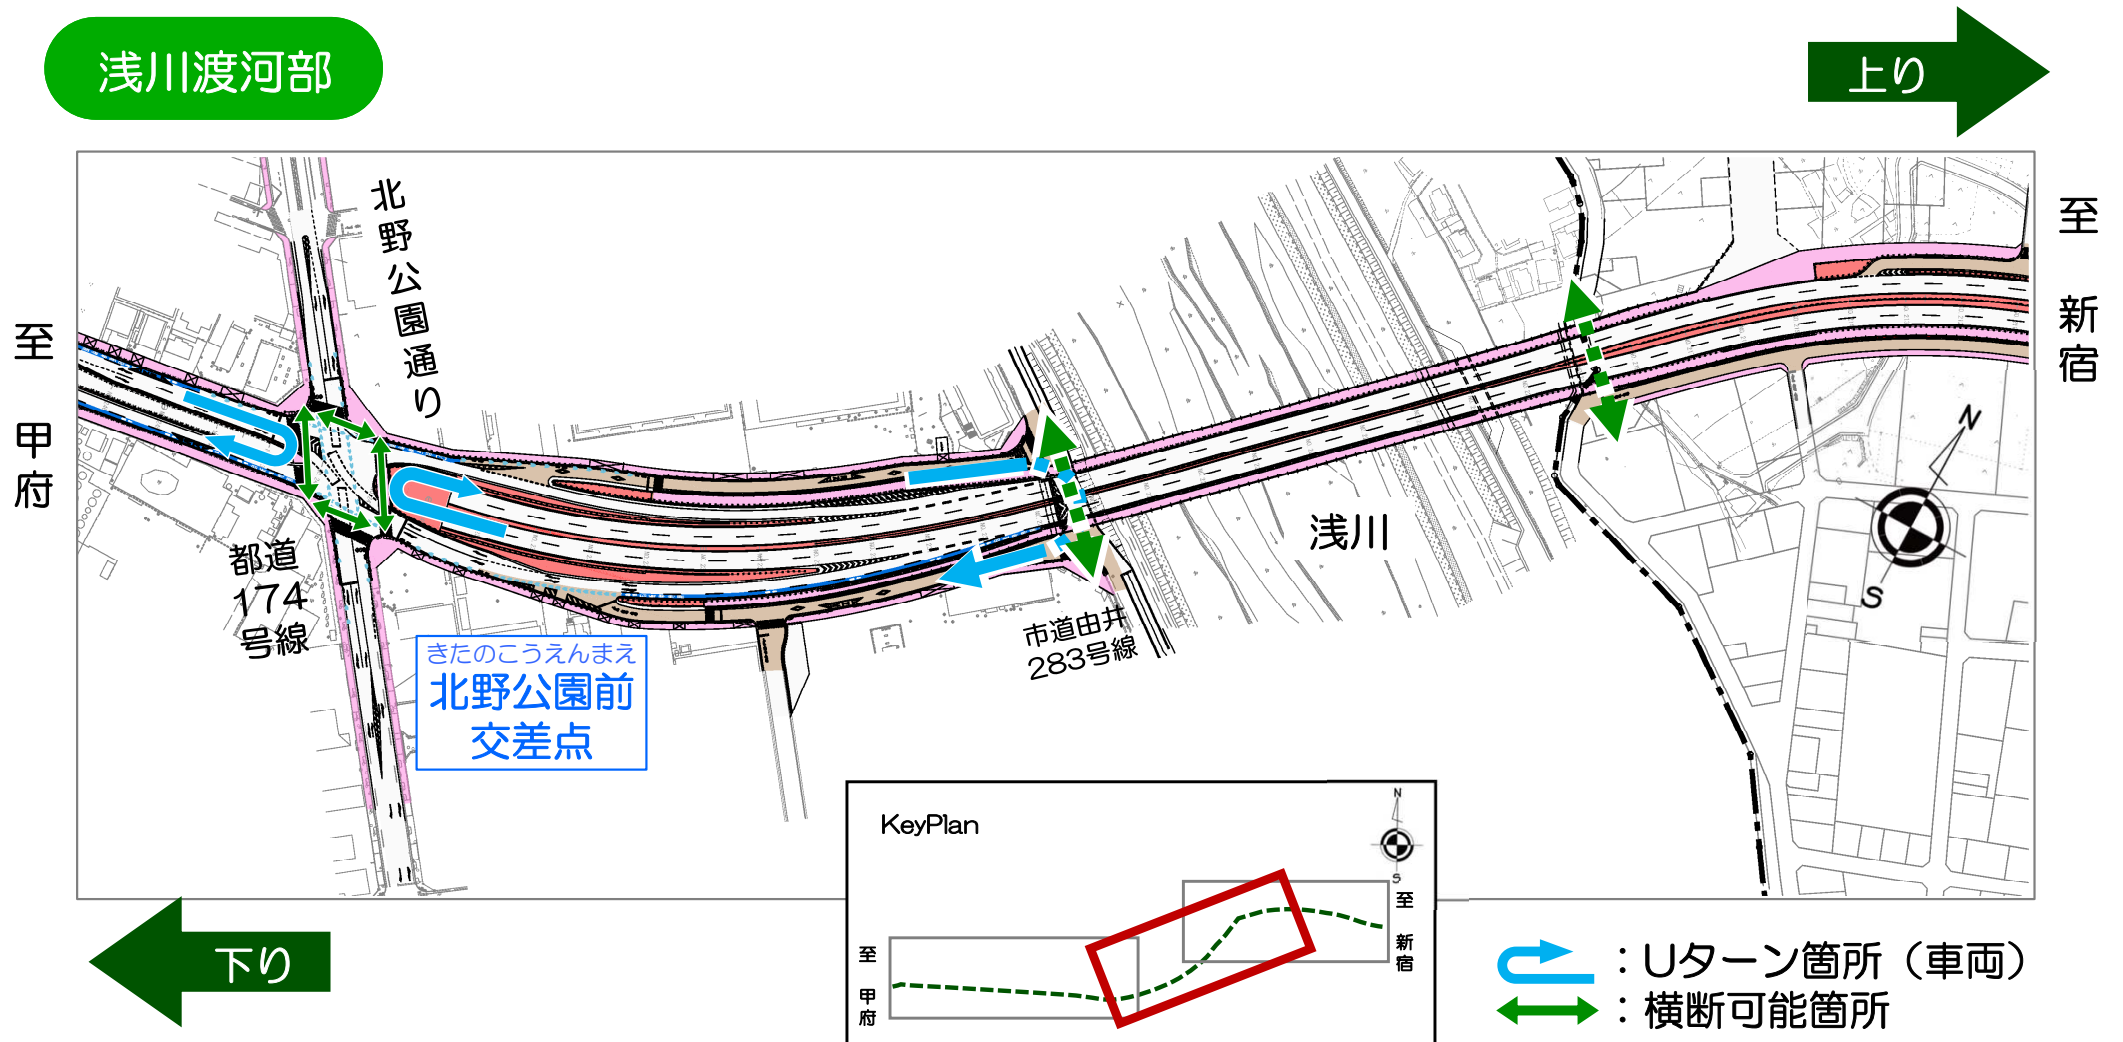 浅川渡河部
上り
至 新宿
至 甲府
北野公園通り
都道
174
号線
きたのこうえんまえ
北野公園前
交差点
市道由井
283号線
浅川
N
S
下り
KeyPlan
N
S
至 新宿
至 甲府
：Uターン箇所（車両）
：横断可能箇所